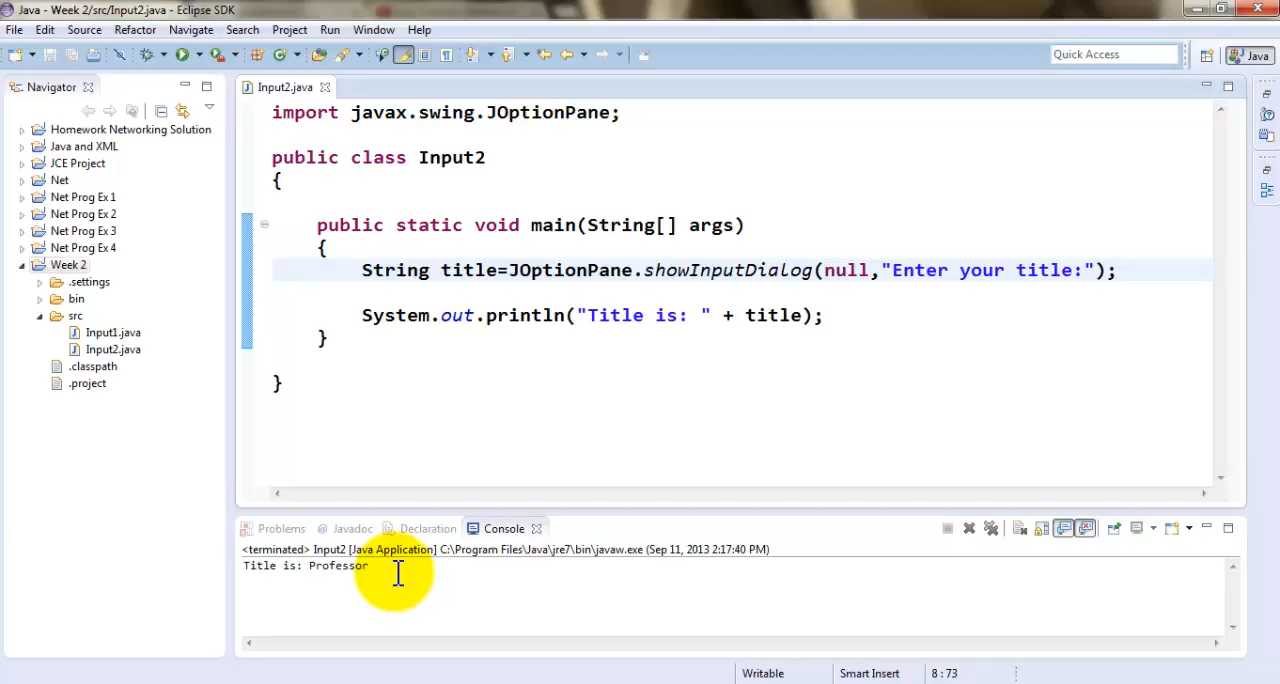 Java - Week 2/src/Input2.java - Eclipse SDK
File Edit Source Refactor Navigate Search Project Run Window Help
Quick Access
Java
Navigator
Homework Networking Solution
Java and XML
JCE Project
Net
Net Prog Ex 1
Net Prog Ex 2
Net Prog Ex 3
Net Prog Ex 4
Week 2
.settings
bin
src
Input1.java
Input2.java
.classpath
.project
Input2.java
import javax.swing.JOptionPane;
public class Input2
{
public static void main(String[] args)
{
String title=JOptionPane.showInputDialog(null,"Enter your title:");
System.out.println("Title is: " + title);
}
}
Problems @ Javadoc Declaration Console
<terminated> Input2 [Java Application] C:\Program Files\Java\jre7\bin\javaw.exe (Sep 11, 2013 2:17:40 PM)
Title is: Professor
Writable Smart Insert 8 : 73